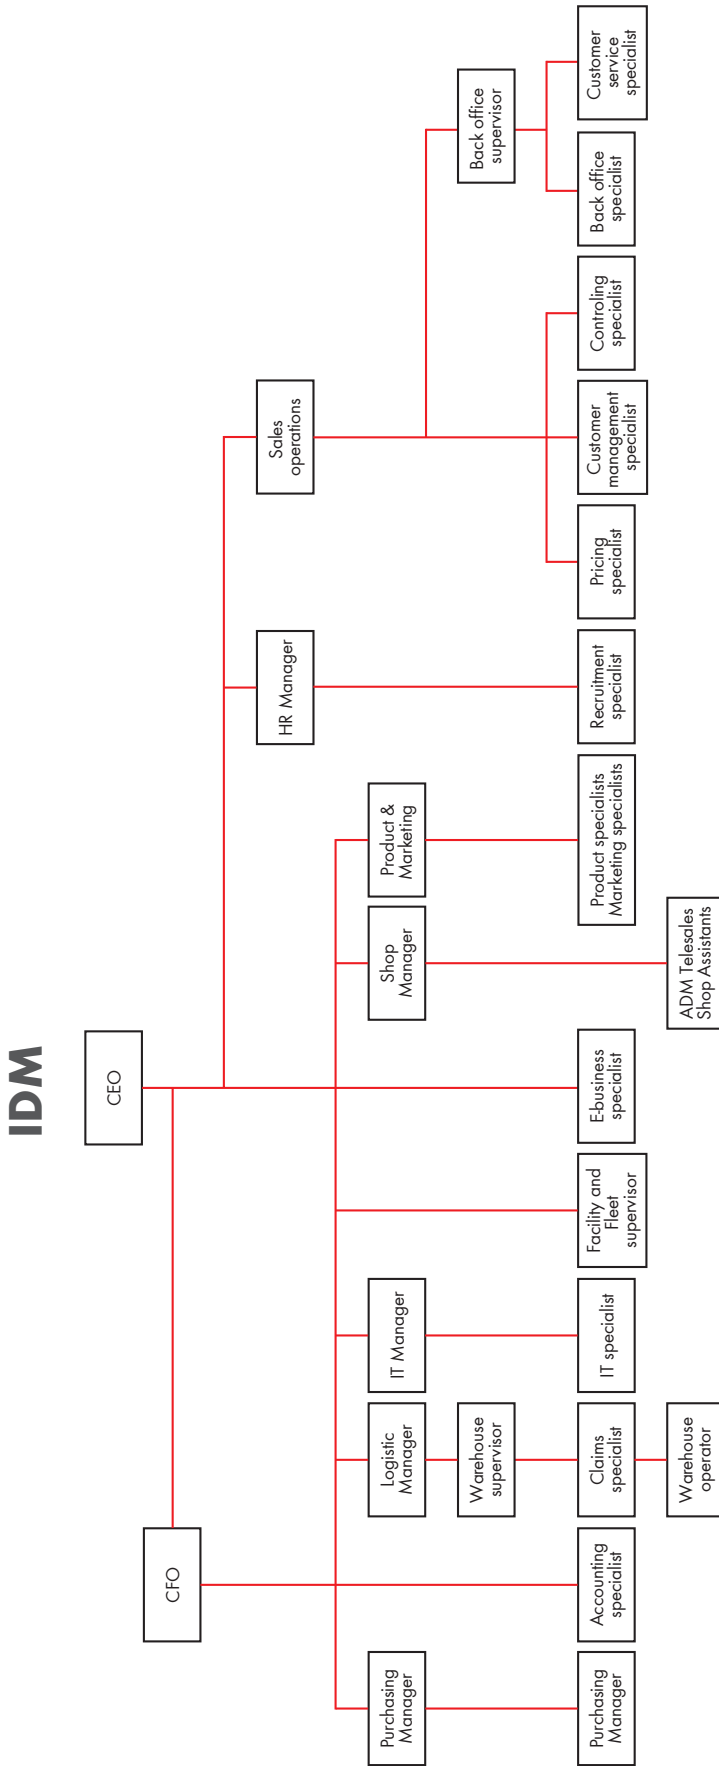 IDM
CEO
CFO
Sales
operations
HR Manager
Purchasing
Manager
Logistic
Manager
IT Manager
Shop
Manager
Product &
Marketing
Warehouse
supervisor
Back office
supervisor
Purchasing
Manager
Accounting
specialist
Claims
specialist
IT specialist
Facility and
Fleet
supervisor
E-business
specialist
Product specialists
Marketing specialists
Recruitment
specialist
Pricing
specialist
Customer
management
specialist
Controling
specialist
Back office
specialist
Customer
service
specialist
Warehouse
operator
ADM Telesales
Shop Assistants